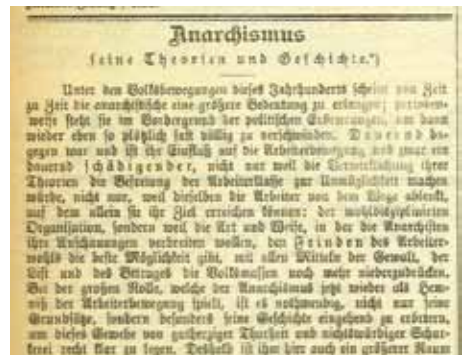 Anarchismus
seine Theorien und Geschichte.*)
Unter den Volksbewegungen dieses Jahrhunderts scheint von Zeit
zu Zeit die anarchistische eine größere Bedeutung zu erlangen; zeitweise
weise steht sie im Vordergrund der politischen Erörterungen, um dann
wieder eben so plötzlich fast völlig zu verschwinden. Dauernd da-
gegen war und ist ihr Einfluß auf die Arbeiterbewegung und zwar ein
dauernd schädigender, nicht nur weil die Verwirklichung ihrer
Theorien die Befreiung der Arbeiterklasse zur Unmöglichkeit machen
würde, nicht nur, weil dieselben die Arbeiter von dem Wege ablenkt,
auf dem allein sie ihr Ziel erreichen können: der wohldisziplinirten
Organisation, sondern weil die Art und Weise, in der die Anarchisten
ihre Anschauungen verbreiten wollen, den Feinden des Arbeiter-
wohls die beste Möglichkeit gibt, mit allen Mitteln der Gewalt, der
List und des Betruges die Volksmassen noch mehr niederzudrücken.
Bei der großen Rolle, welche der Anarchismus jetzt wieder als Hem-
niß der Arbeiterbewegung spielt, ist es nothwendig, nicht nur seine
Grundsätze, sondern besonders seine Geschichte eingehend zu erörtern,
um dieses Gewebe von gutherziger Thorheit und nichtswürdiger Schur-
kerei recht klar zu legen. Deshalb ist ihm hier auch ein größerer Raum